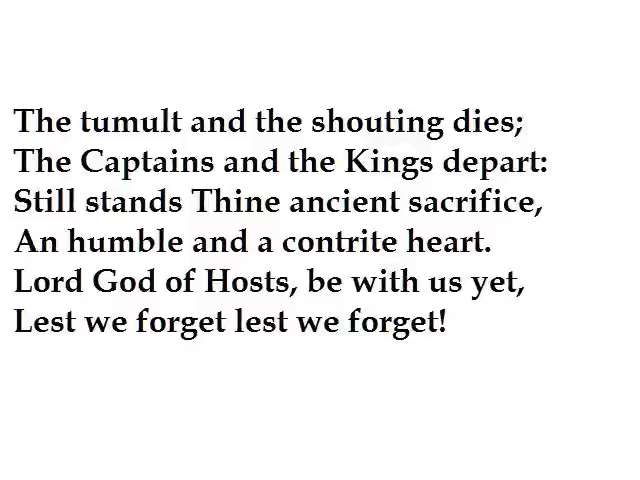 The tumult and the shouting dies;
The Captains and the Kings depart:
Still stands Thine ancient sacrifice,
An humble and a contrite heart.
Lord God of Hosts, be with us yet,
Lest we forget lest we forget!